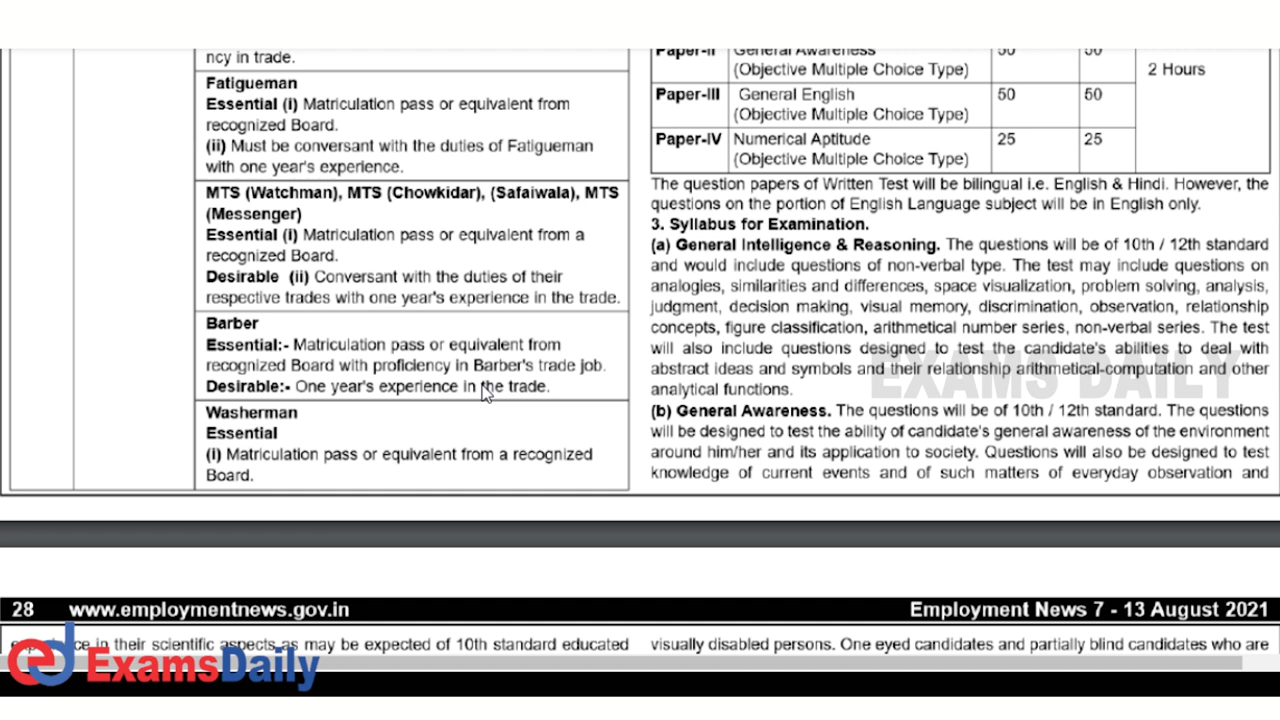 ncy in trade.
Fatigueman
Essential (i) Matriculation pass or equivalent from
recognized Board.
(ii) Must be conversant with the duties of Fatigueman
with one year's experience.
MTS (Watchman), MTS (Chowkidar), (Safaiwala), MTS
(Messenger)
Essential (i) Matriculation pass or equivalent from a
recognized Board.
Desirable (ii) Conversant with the duties of their
respective trades with one year's experience in the trade.
Barber
Essential:- Matriculation pass or equivalent from
recognized Board with proficiency in Barber's trade job.
Desirable:- One year's experience in the trade.
Washerman
Essential
(i) Matriculation pass or equivalent from a recognized
Board.
Paper-II General Awareness 50 50
(Objective Multiple Choice Type) 2 Hours
Paper-III General English 50 50
(Objective Multiple Choice Type)
Paper-IV Numerical Aptitude 25 25
(Objective Multiple Choice Type)
The question papers of Written Test will be bilingual i.e. English & Hindi. However, the
questions on the portion of English Language subject will be in English only.
3. Syllabus for Examination.
(a) General Intelligence & Reasoning. The questions will be of 10th / 12th standard
and would include questions of non-verbal type. The test may include questions on
analogies, similarities and differences, space visualization, problem solving, analysis,
judgment, decision making, visual memory, discrimination, observation, relationship
concepts, figure classification, arithmetical number series, non-verbal series. The test
will also include questions designed to test the candidate's abilities to deal with
abstract ideas and symbols and their relationship arithmetical-computation and other
analytical functions.
EXAMS DAILY
(b) General Awareness. The questions will be of 10th / 12th standard. The questions
will be designed to test the ability of candidate's general awareness of the environment
around him/her and its application to society. Questions will also be designed to test
knowledge of current events and of such matters of everyday observation and
28 www.employmentnews.gov.in Employment News 7 - 13 August 2021
in their scientific aspects as may be expected of 10th standard educated
visually disabled persons. One eyed candidates and partially blind candidates who are
ed ExamsDaily